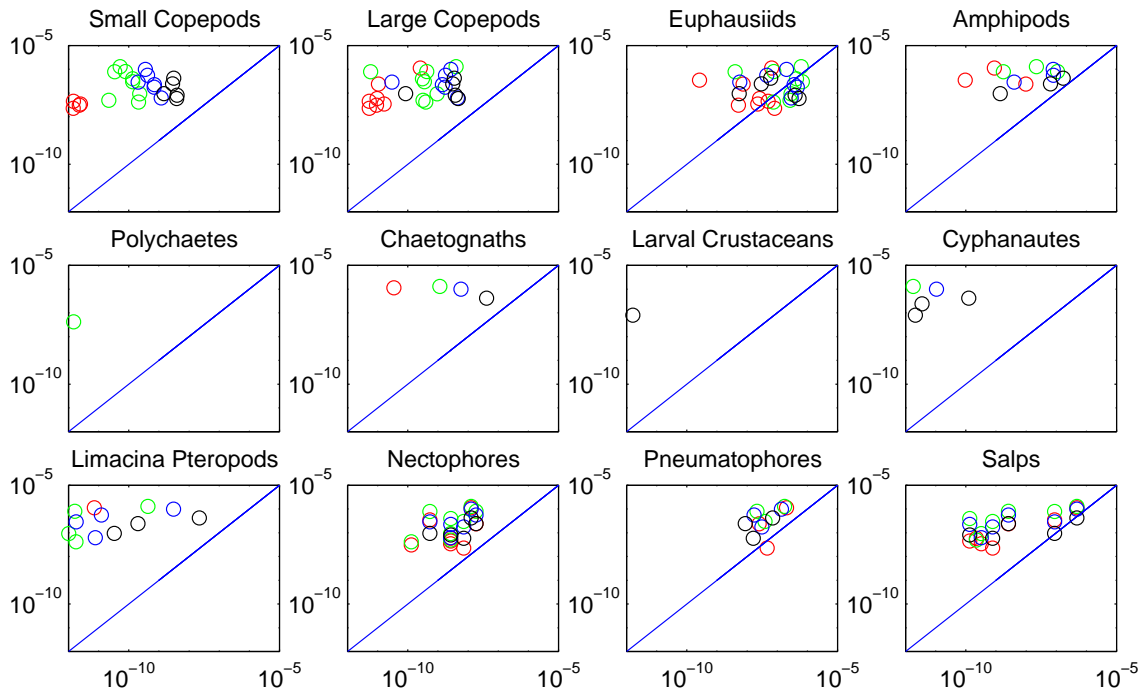 Small Copepods Large Copepods Euphausiids Amphipods
10⁻⁵ 10⁻⁵ 10⁻⁵ 10⁻⁵
10⁻¹⁰ 10⁻¹⁰ 10⁻¹⁰ 10⁻¹⁰
Polychaetes Chaetognaths Larval Crustaceans Cyphanautes
10⁻⁵ 10⁻⁵ 10⁻⁵ 10⁻⁵
10⁻¹⁰ 10⁻¹⁰ 10⁻¹⁰ 10⁻¹⁰
Limacina Pteropods Nectophores Pneumatophores Salps
10⁻⁵ 10⁻⁵ 10⁻⁵ 10⁻⁵
10⁻¹⁰ 10⁻¹⁰ 10⁻¹⁰ 10⁻¹⁰
10⁻¹⁰ 10⁻⁵ 10⁻¹⁰ 10⁻⁵ 10⁻¹⁰ 10⁻⁵ 10⁻¹⁰ 10⁻⁵